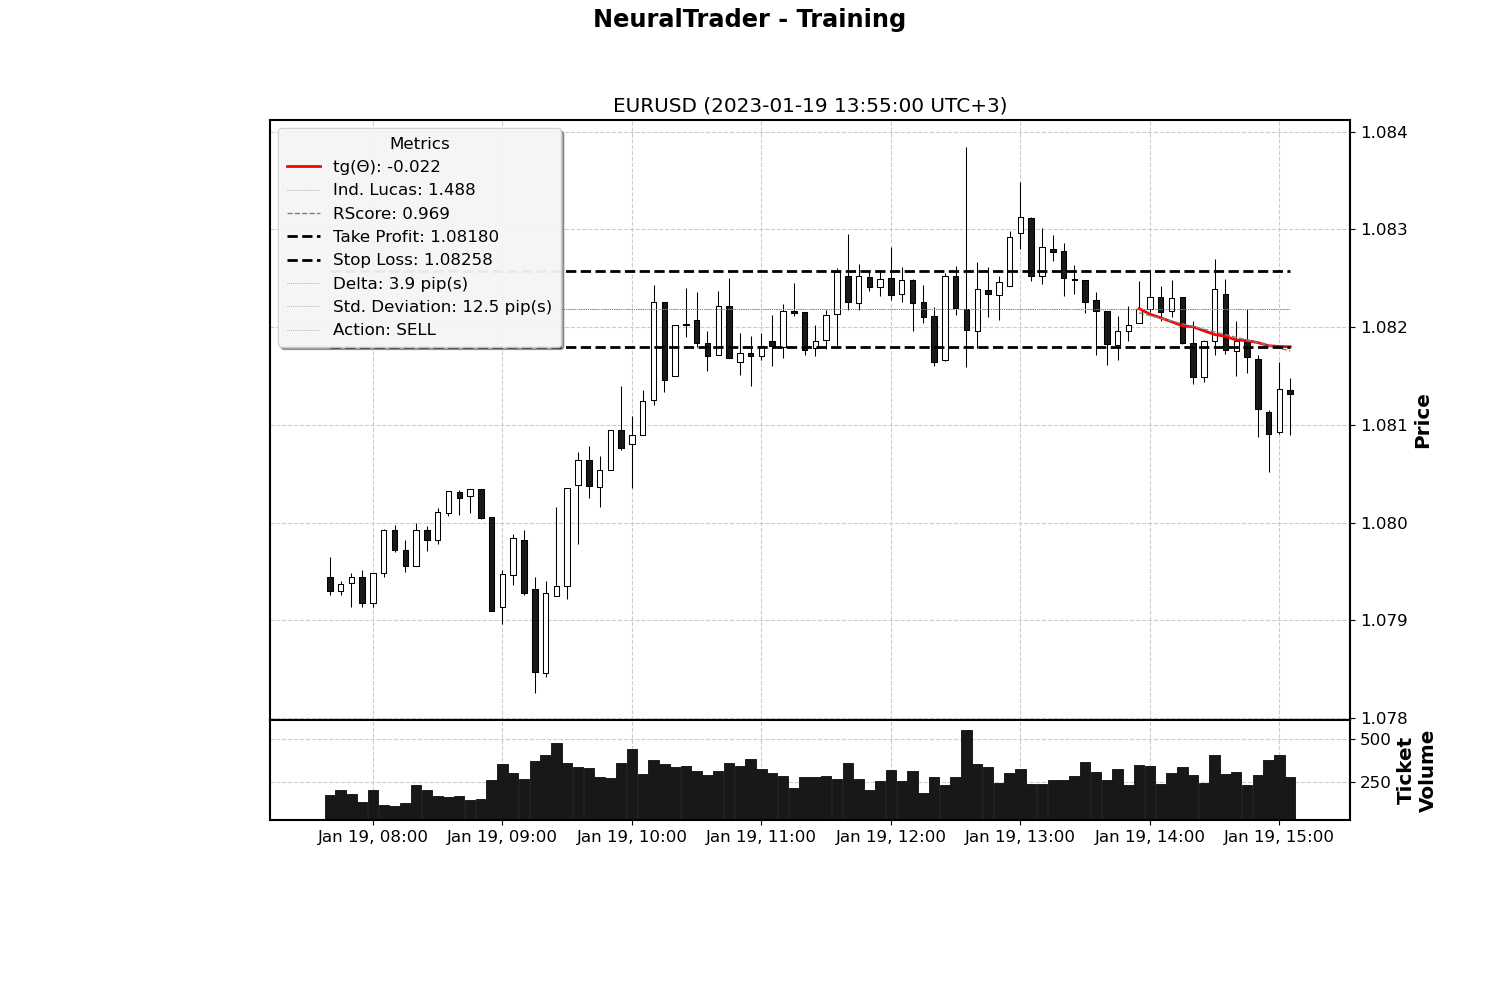 NeuralTrader - Training
EURUSD (2023-01-19 13:55:00 UTC+3)
Metrics
tg(Θ): -0.022
Ind. Lucas: 1.488
RScore: 0.969
Take Profit: 1.08180
Stop Loss: 1.08258
Delta: 3.9 pip(s)
Std. Deviation: 12.5 pip(s)
Action: SELL
1.084
1.083
1.082
1.081
1.080
1.079
1.078
Price
500
250
Ticket
Volume
Jan 19, 08:00
Jan 19, 09:00
Jan 19, 10:00
Jan 19, 11:00
Jan 19, 12:00
Jan 19, 13:00
Jan 19, 14:00
Jan 19, 15:00